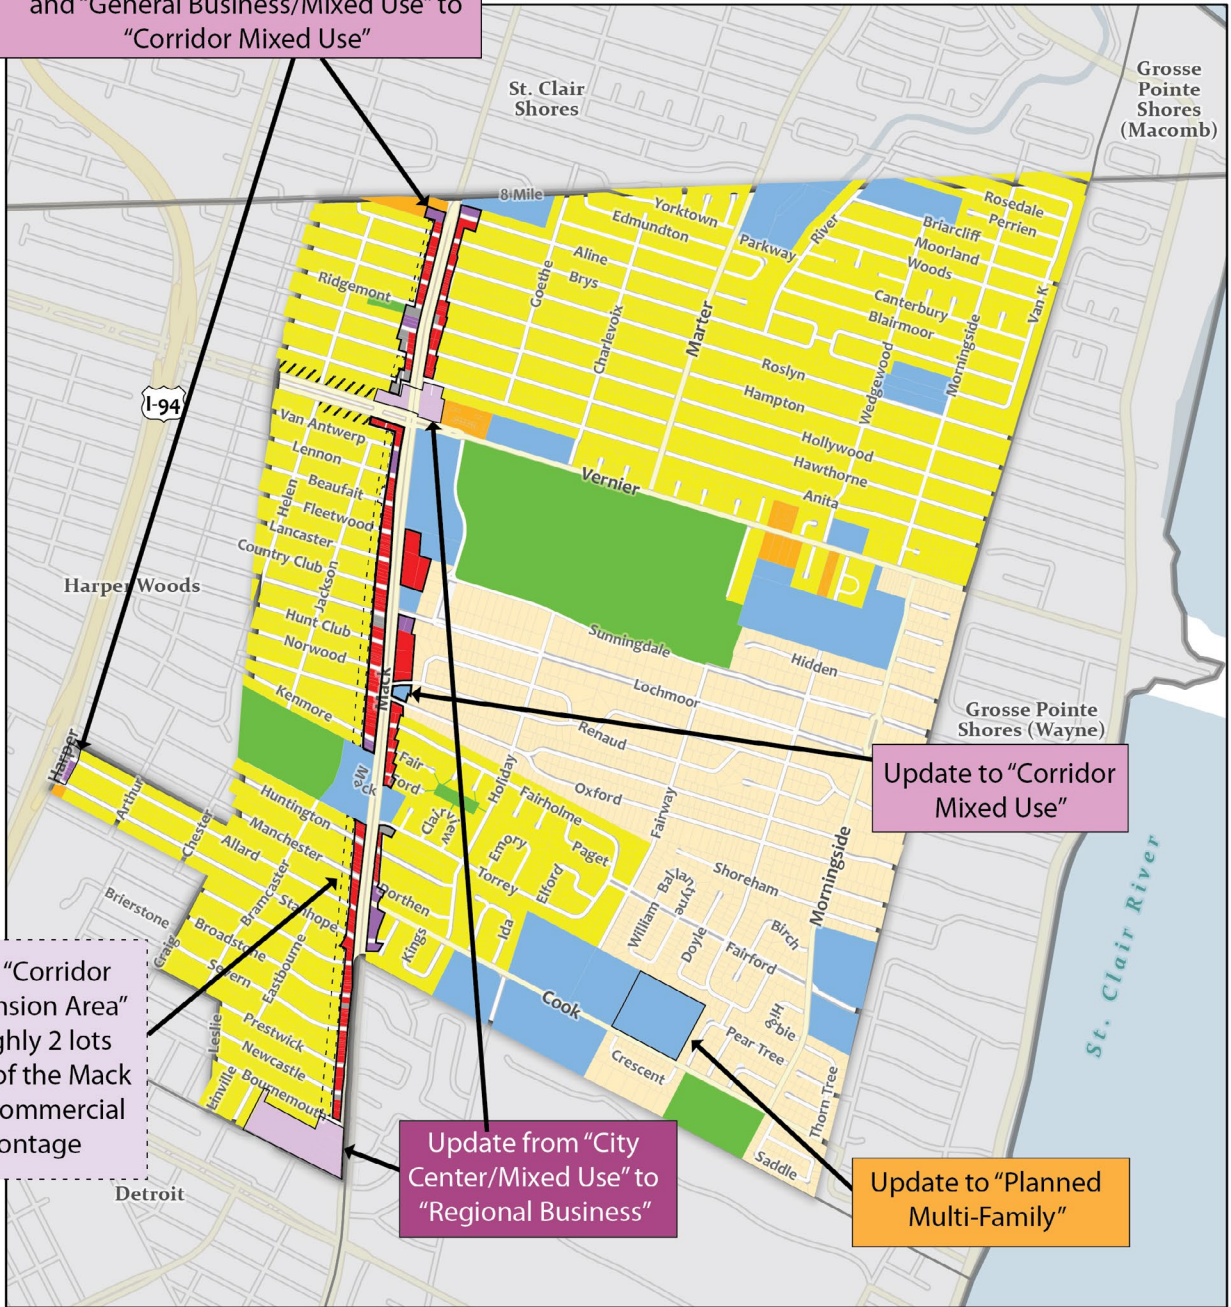 and “General Business/Mixed Use” to
“Corridor Mixed Use”
St. Clair
Shores
Grosse
Pointe
Shores
(Macomb)
8 Mile
Rosedale
Perrien
Yorktown
Edmundton
Briarcliff
Moorland
Woods
Parkway
River
Aline
Brys
Goethe
Ridgemont
Canterbury
Blairmoor
Van K
Charlevoix
Marter
Morningside
Wedgewood
Roslyn
Hampton
I-94
Van Antwerp
Lennon
Hollywood
Hawthorne
Anita
Vernier
Beaufait
Helen
Fleetwood
Lancaster
Country Club
Jackson
Harper Woods
Hunt Club
Norwood
Sunningdale
Hidden
Mack
Lochmoor
Kenmore
Renaud
Grosse Pointe
Shores (Wayne)
Harper
Update to “Corridor
Mixed Use”
Fair
Ford
Mack
Holiday
Oxford
Arthur
Huntington
Fairholme
Clairview
Fairway
Chester
Manchester
Allard
Emory
Paget
Morningside
Torrey
Elford
Shoreham
Ballantyne
Bramcaster
Stanhope
Dorthen
William
Brierstone
Broadstone
Craig
Kings
Ida
Doyle
Birch
Fairford
St. Clair River
Severn
Eastbourne
“Corridor
nsion Area”
ghly 2 lots
of the Mack
ommercial
ontage
Cook
Leslie
Prestwick
Newcastle
Bournemouth
Linville
Crescent
Pear Tree
Thorn Tree
Saddle
Update from “City
Center/Mixed Use” to
“Regional Business”
Update to “Planned
Multi-Family”
Detroit